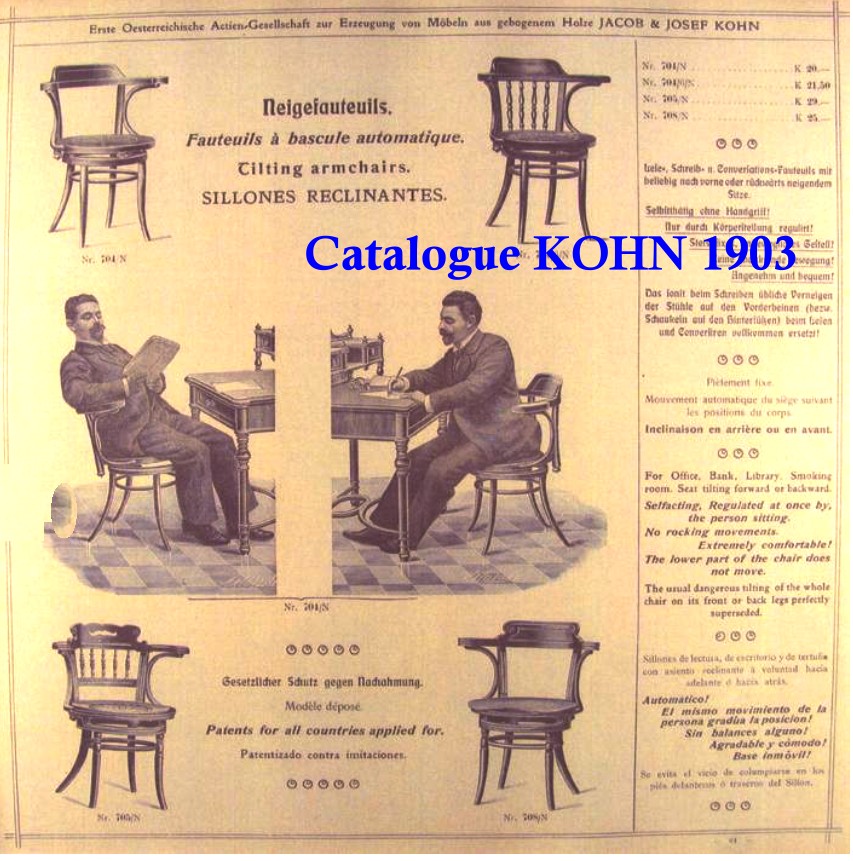 Erste Oesterreichische Actien-Gesellschaft zur Erzeugung von Möbeln aus gebogenem Holze JACOB & JOSEF KOHN
Neigefauteuils.
Fauteuils à bascule automatique.
Tilting armchairs.
SILLONES RECLINANTES.
Nr. 704/N
Catalogue KOHN 1903
Nr. 704/N
Gesetzlicher Schutz gegen Nachahmung.
Modèle déposé.
Patents for all countries applied for.
Patentizado contra imitaciones.
Nr. 705/N
Nr. 708/N
Nr. 704/N K 20.—
Nr. K 21.50
Nr. 705/N K 29.—
Nr. 708/N K 25.—
Lese-, Schreib- u. Conversations-Fauteuils mit
beliebig nach vorne oder rückwärts neigendem
Sitze.
Selbstthätig ohne Handgriff!
Nur durch Körperstellung regulirt!
Gestell!
Bewegung!
Angenehm und bequem!
Das sonst beim Schreiben übliche Vorneigen
der Stühle auf den Vorderbeinen (bezw.
Schaukeln auf den Hinterfüßen) beim Lesen
und Conversiren vollkommen ersetzt!
Piètement fixe.
Mouvement automatique du siège suivant
les positions du corps.
Inclinaison en arrière ou en avant.
For Office, Bank, Library, Smoking
room. Seat tilting forward or backward.
Selfacting, Regulated at once by,
the person sitting.
No rocking movements.
Extremely comfortable!
The lower part of the chair does
not move.
The usual dangerous tilting of the whole
chair on its front or back legs perfectly
superseded.
Sillones de lectura, de escritorio y de tertulia
con asiento reclinante à voluntad hacia
adelante ó hacia atrás.
Automático!
El mismo movimiento de la
persona gradúa la posicion!
Sin balances alguno!
Agradable y cómodo!
Base inmóvil!
Se evita el vicio de columpiarse en los
piés delanteros ó traseros del Sillon.